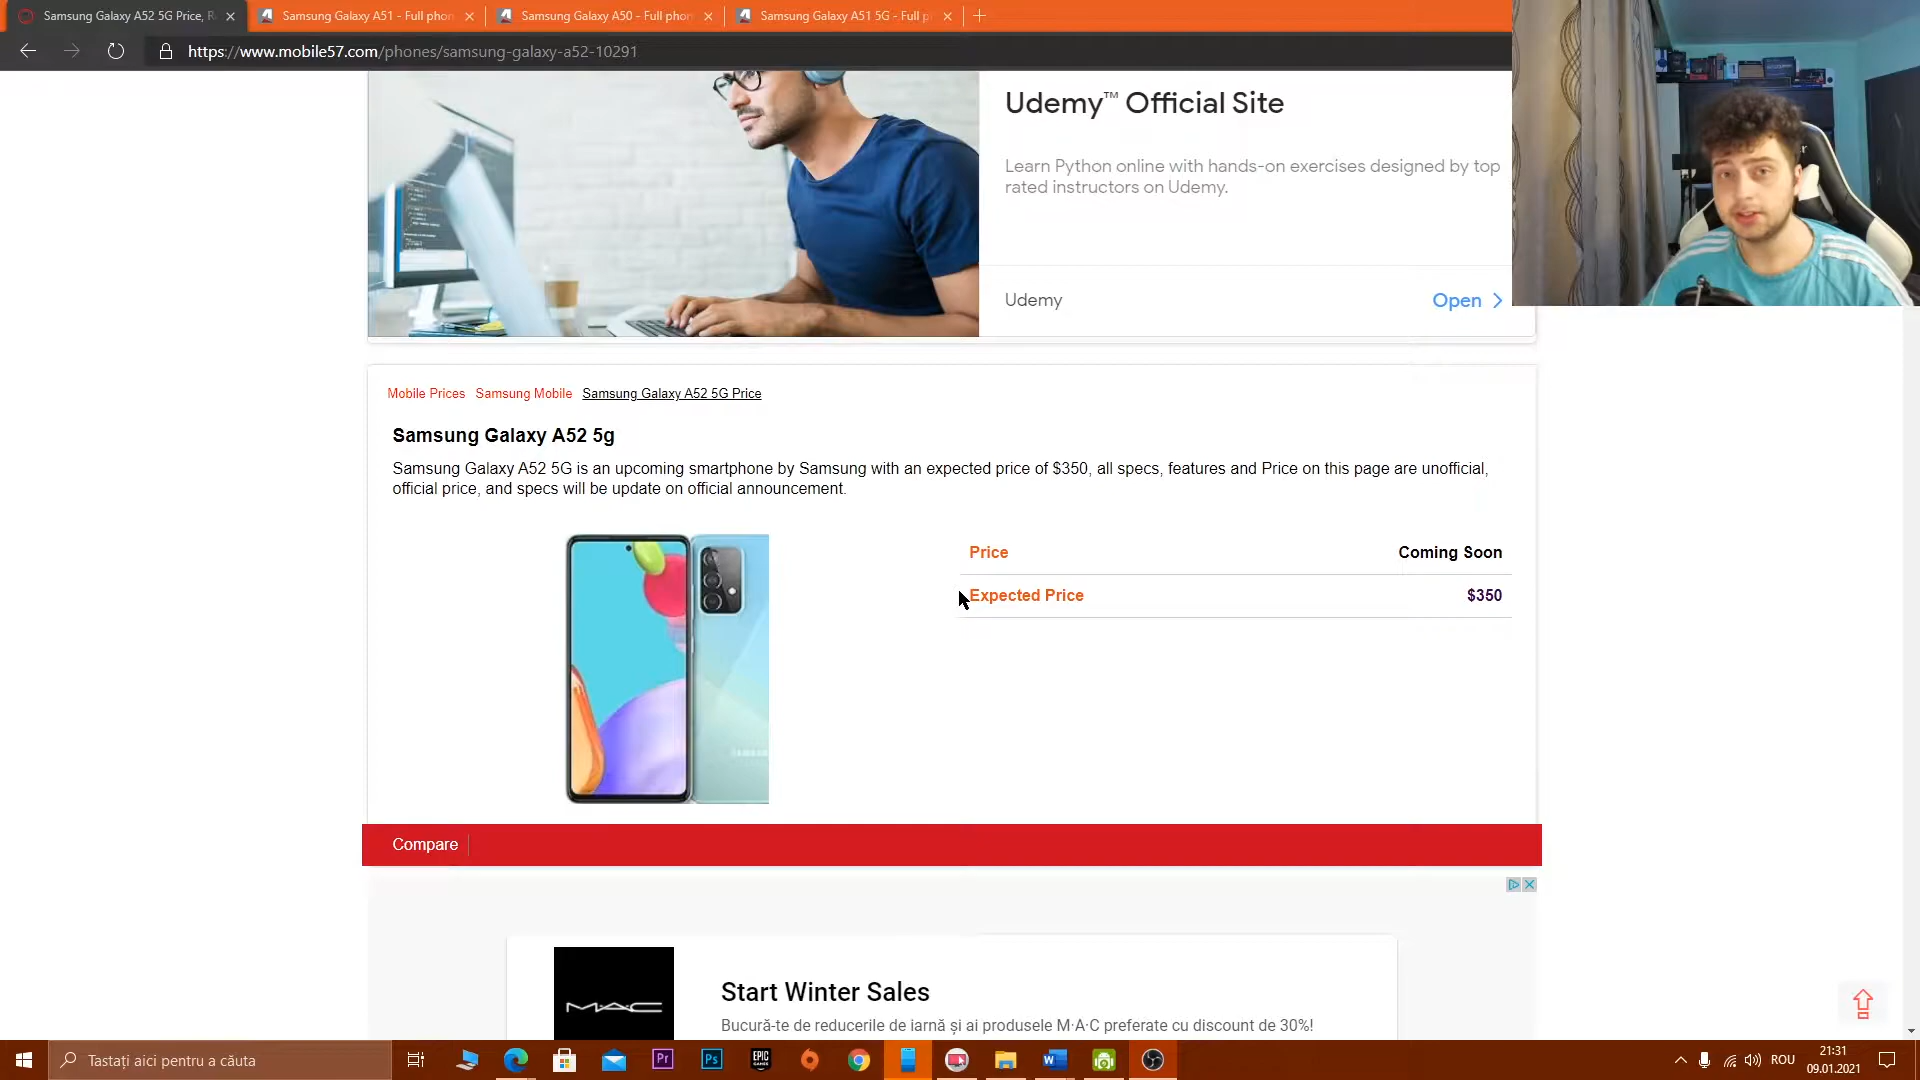 Samsung Galaxy A52 5G Price, R
Samsung Galaxy A51 - Full phon
Samsung Galaxy A50 - Full phon
Samsung Galaxy A51 5G - Full p
https://www.mobile57.com/phones/samsung-galaxy-a52-10291
Udemy™ Official Site
Learn Python online with hands-on exercises designed by top
rated instructors on Udemy.
Udemy
Open
Mobile Prices Samsung Mobile Samsung Galaxy A52 5G Price
Samsung Galaxy A52 5g
Samsung Galaxy A52 5G is an upcoming smartphone by Samsung with an expected price of $350, all specs, features and Price on this page are unofficial,
official price, and specs will be update on official announcement.
Price Coming Soon
Expected Price $350
SAMSUNG
Compare
MAC
Start Winter Sales
Bucură-te de reducerile de iarnă și ai produsele M·A·C preferate cu discount de 30%!
Tastați aici pentru a căuta
Pr
Ps
EPIC
GAMES
W
ROU
21:31
09.01.2021